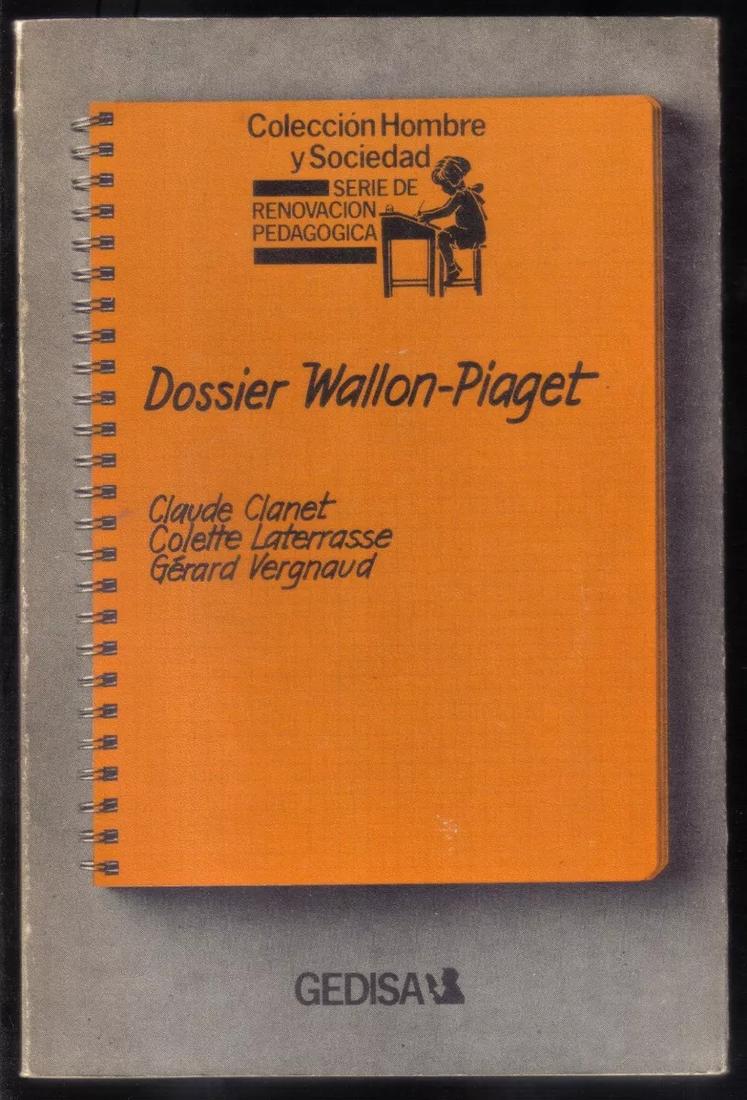 Colección Hombre
y Sociedad
SERIE DE
RENOVACION
PEDAGOGICA
Dossier Wallon-Piaget
Claude Clanet
Colette Laterrasse
Gérard Vergnaud
GEDISA